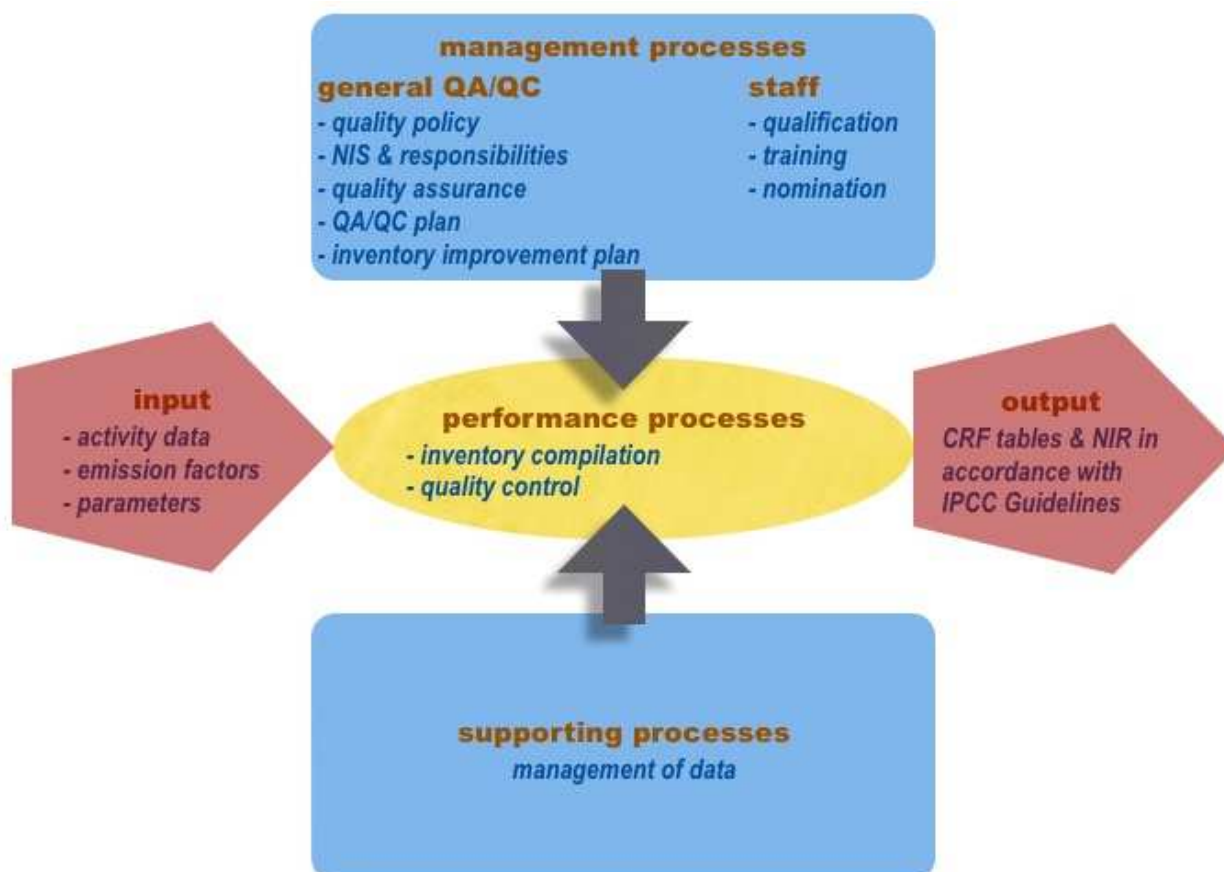 management processes
general QA/QC
- quality policy
- NIS & responsibilities
- quality assurance
- QA/QC plan
- inventory improvement plan
staff
- qualification
- training
- nomination
input
- activity data
- emission factors
- parameters
performance processes
- inventory compilation
- quality control
output
CRF tables & NIR in
accordance with
IPCC Guidelines
supporting processes
management of data